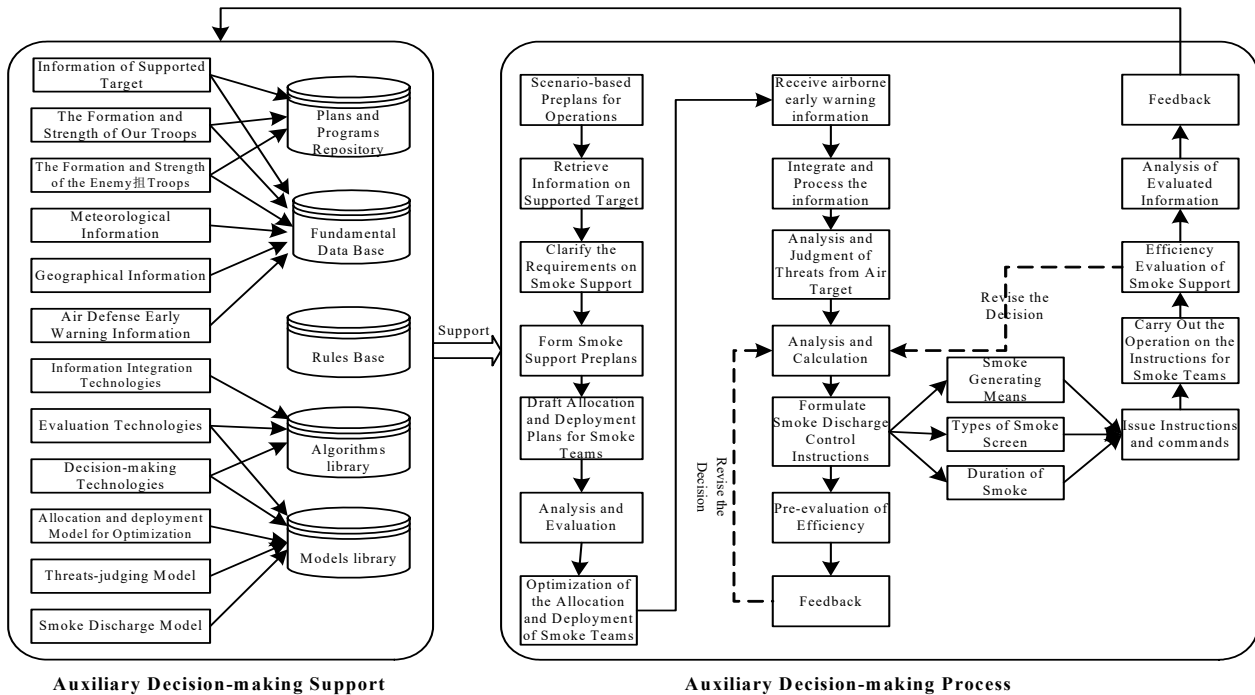 Information of Supported
Target
The Formation and
Strength of Our Troops
The Formation and Strength
of the Enemy担Troops
Meteorological
Information
Geographical Information
Air Defense Early
Warning Information
Information Integration
Technologies
Evaluation Technologies
Decision-making
Technologies
Allocation and deployment
Model for Optimization
Threats-judging Model
Smoke Discharge Model
Plans and
Programs
Repository
Fundamental
Data Base
Rules Base
Algorithms
library
Models library
Auxiliary Decision-making Support
Support
Scenario-based
Preplans for
Operations
Retrieve
Information on
Supported Target
Clarify the
Requirements on
Smoke Support
Form Smoke
Support Preplans
Draft Allocation
and Deployment
Plans for Smoke
Teams
Analysis and
Evaluation
Optimization of
the Allocation
and Deployment
of Smoke Teams
Receive airborne
early warning
information
Integrate and
Process the
information
Analysis and
Judgment of
Threats from Air
Target
Analysis and
Calculation
Formulate
Smoke Discharge
Control
Instructions
Pre-evaluation of
Efficiency
Feedback
Revise the
Decision
Smoke
Generating
Means
Types of Smoke
Screen
Duration of
Smoke
Revise the
Decision
Feedback
Analysis of
Evaluated
Information
Efficiency
Evaluation of
Smoke Support
Carry Out the
Operation on the
Instructions for
Smoke Teams
Issue Instructions
and commands
Auxiliary Decision-making Process